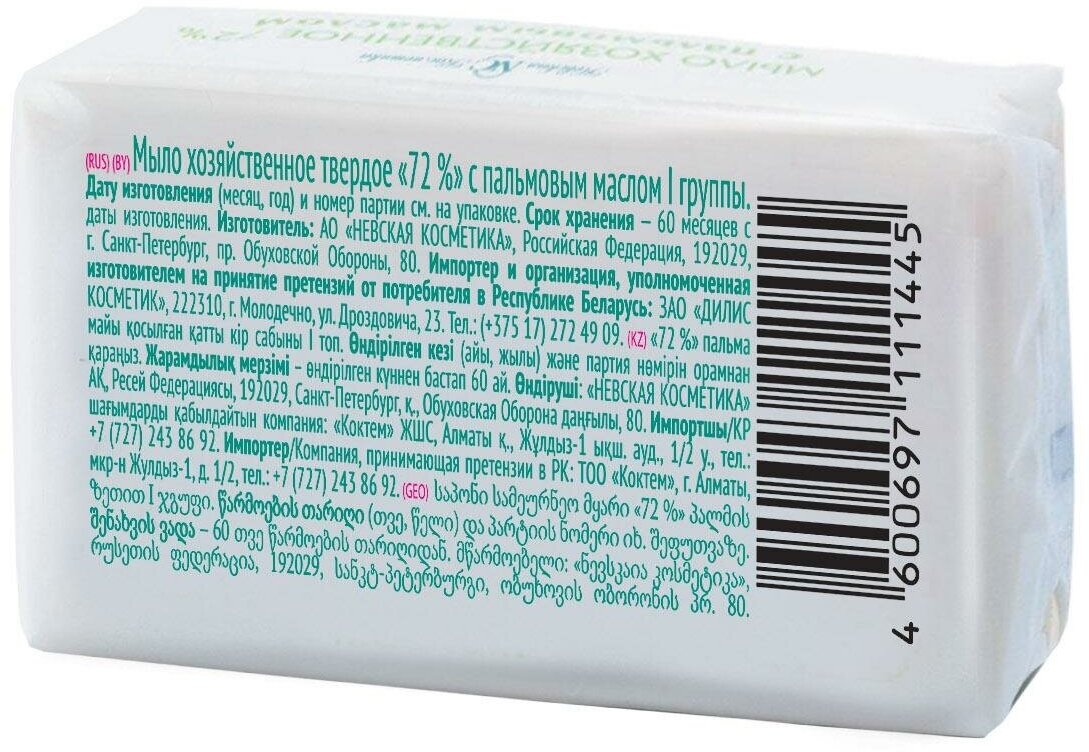 МЫЛО ХОЗЯЙСТВЕННОЕ 72%
С ПАЛЬМОВЫМ МАСЛОМ
(RUS) (BY) Мыло хозяйственное твердое «72 %» с пальмовым маслом I группы.
Дату изготовления (месяц, год) и номер партии см. на упаковке. Срок хранения – 60 месяцев с
даты изготовления. Изготовитель: АО «НЕВСКАЯ КОСМЕТИКА», Российская Федерация, 192029,
г. Санкт-Петербург, пр. Обуховской Обороны, 80. Импортер и организация, уполномоченная
изготовителем на принятие претензий от потребителя в Республике Беларусь: ЗАО «ДИЛИС
КОСМЕТИК», 222310, г. Молодечно, ул. Дроздовича, 23. Тел.: (+375 17) 272 49 09. (KZ) «72 %» пальма
майы қосылған қатты кір сабыны I топ. Өндірілген кезі (айы, жылы) және партия нөмірін орамнан
қараңыз. Жарамдылық мерзімі – өндірілген күннен бастап 60 ай. Өндіруші: «НЕВСКАЯ КОСМЕТИКА»
АҚ, Ресей Федерациясы, 192029, Санкт-Петербург, қ., Обуховская Оборона даңғылы, 80. Импортшы/ҚР
шағымдарды қабылдайтын компания: «Коктем» ЖШС, Алматы қ., Жұлдыз-1 ықш. ауд., 1/2 у., тел.:
+7 (727) 243 86 92. Импортер/Компания, принимающая претензии в РК: ТОО «Коктем», г. Алматы,
мкр-н Жулдыз-1, д. 1/2, тел.: +7 (727) 243 86 92. (GEO) საპონი სამეურნეო მყარი «72 %» პალმის
ზეთით I ჯგუფი. წარმოების თარიღი (თვე, წელი) და პარტიის ნომერი იხ. შეფუთვაზე.
შენახვის ვადა – 60 თვე წარმოების თარიღიდან. მწარმოებელი: «ნევსკაია კოსმეტიკა»,
რუსეთის ფედერაცია, 192029, სანკტ-პეტერბურგი, ობუხოვის ობორონის პრ. 80.
4 600697 111445